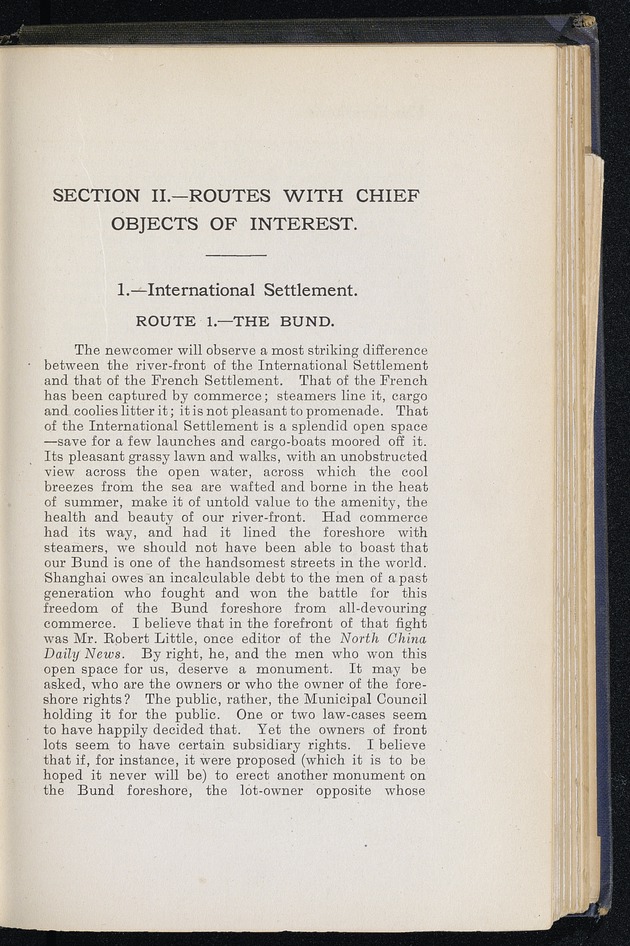 SECTION II.—ROUTES WITH CHIEF
OBJECTS OF INTEREST.
1.—International Settlement.
ROUTE 1.—THE BUND.
The newcomer will observe a most striking difference
between the river-front of the International Settlement
and that of the French Settlement. That of the French
has been captured by commerce; steamers line it, cargo
and coolies litter it; it is not pleasant to promenade. That
of the International Settlement is a splendid open space
—save for a few launches and cargo-boats moored off it.
Its pleasant grassy lawn and walks, with an unobstructed
view across the open water, across which the cool
breezes from the sea are wafted and borne in the heat
of summer, make it of untold value to the amenity, the
health and beauty of our river-front. Had commerce
had its way, and had it lined the foreshore with
steamers, we should not have been able to boast that
our Bund is one of the handsomest streets in the world.
Shanghai owes an incalculable debt to the men of a past
generation who fought and won the battle for this
freedom of the Bund foreshore from all-devouring
commerce. I believe that in the forefront of that fight
was Mr. Robert Little, once editor of the North China
Daily News. By right, he, and the men who won this
open space for us, deserve a monument. It may be
asked, who are the owners or who the owner of the fore-
shore rights? The public, rather, the Municipal Council
holding it for the public. One or two law-cases seem
to have happily decided that. Yet the owners of front
lots seem to have certain subsidiary rights. I believe
that if, for instance, it were proposed (which it is to be
hoped it never will be) to erect another monument on
the Bund foreshore, the lot-owner opposite whose